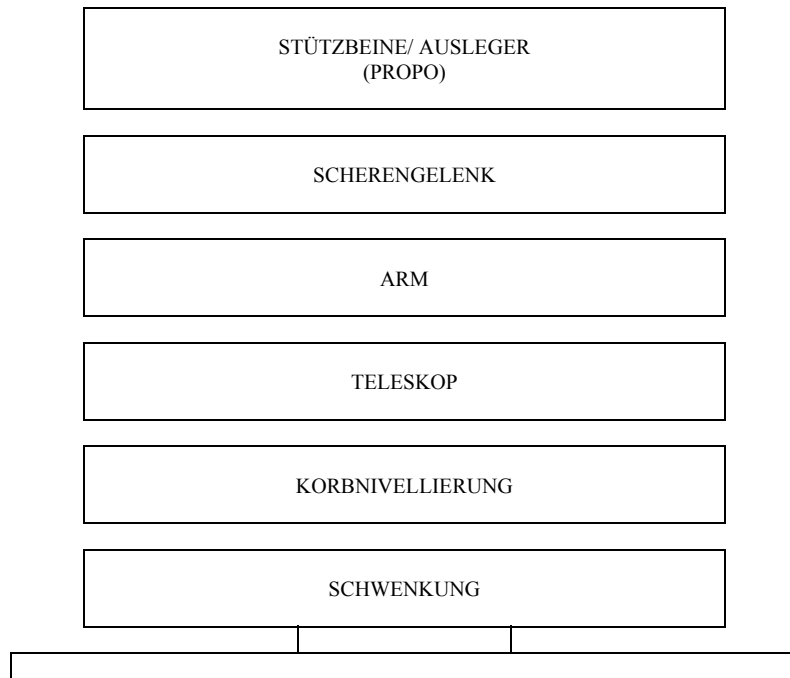 STÜTZBEINE/ AUSLEGER
(PROPO)
SCHERENGELENK
ARM
TELESKOP
KORBNIVELLIERUNG
SCHWENKUNG